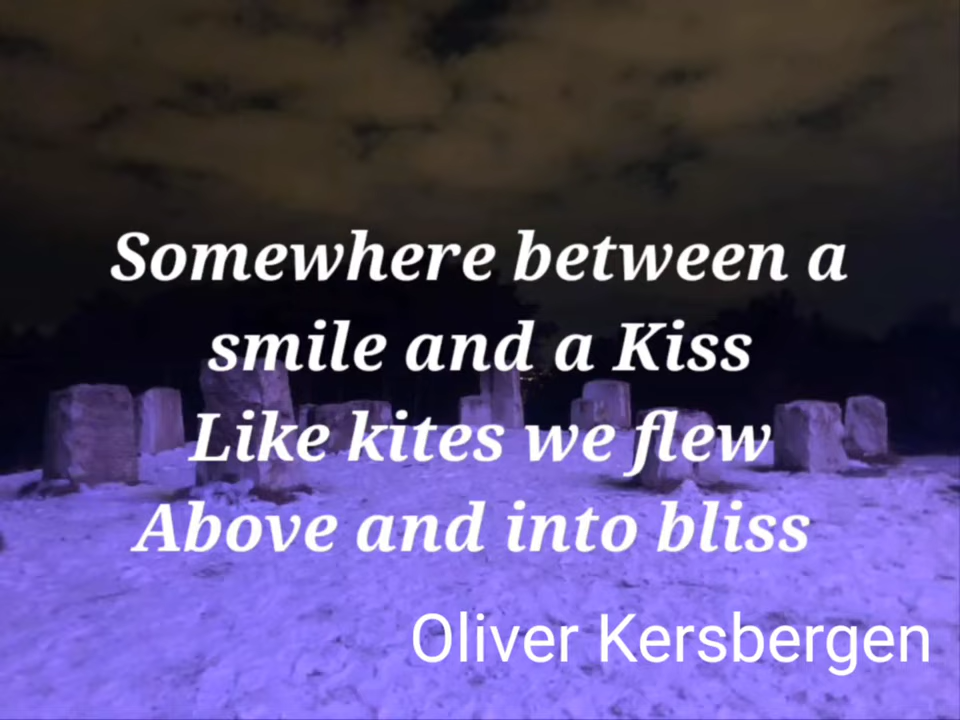 Somewhere between a
smile and a Kiss
Like kites we flew
Above and into bliss
Oliver Kersbergen